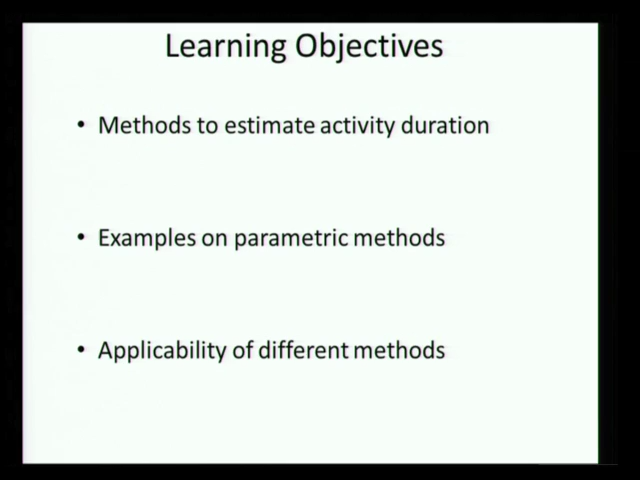 Learning Objectives
• Methods to estimate activity duration
• Examples on parametric methods
• Applicability of different methods